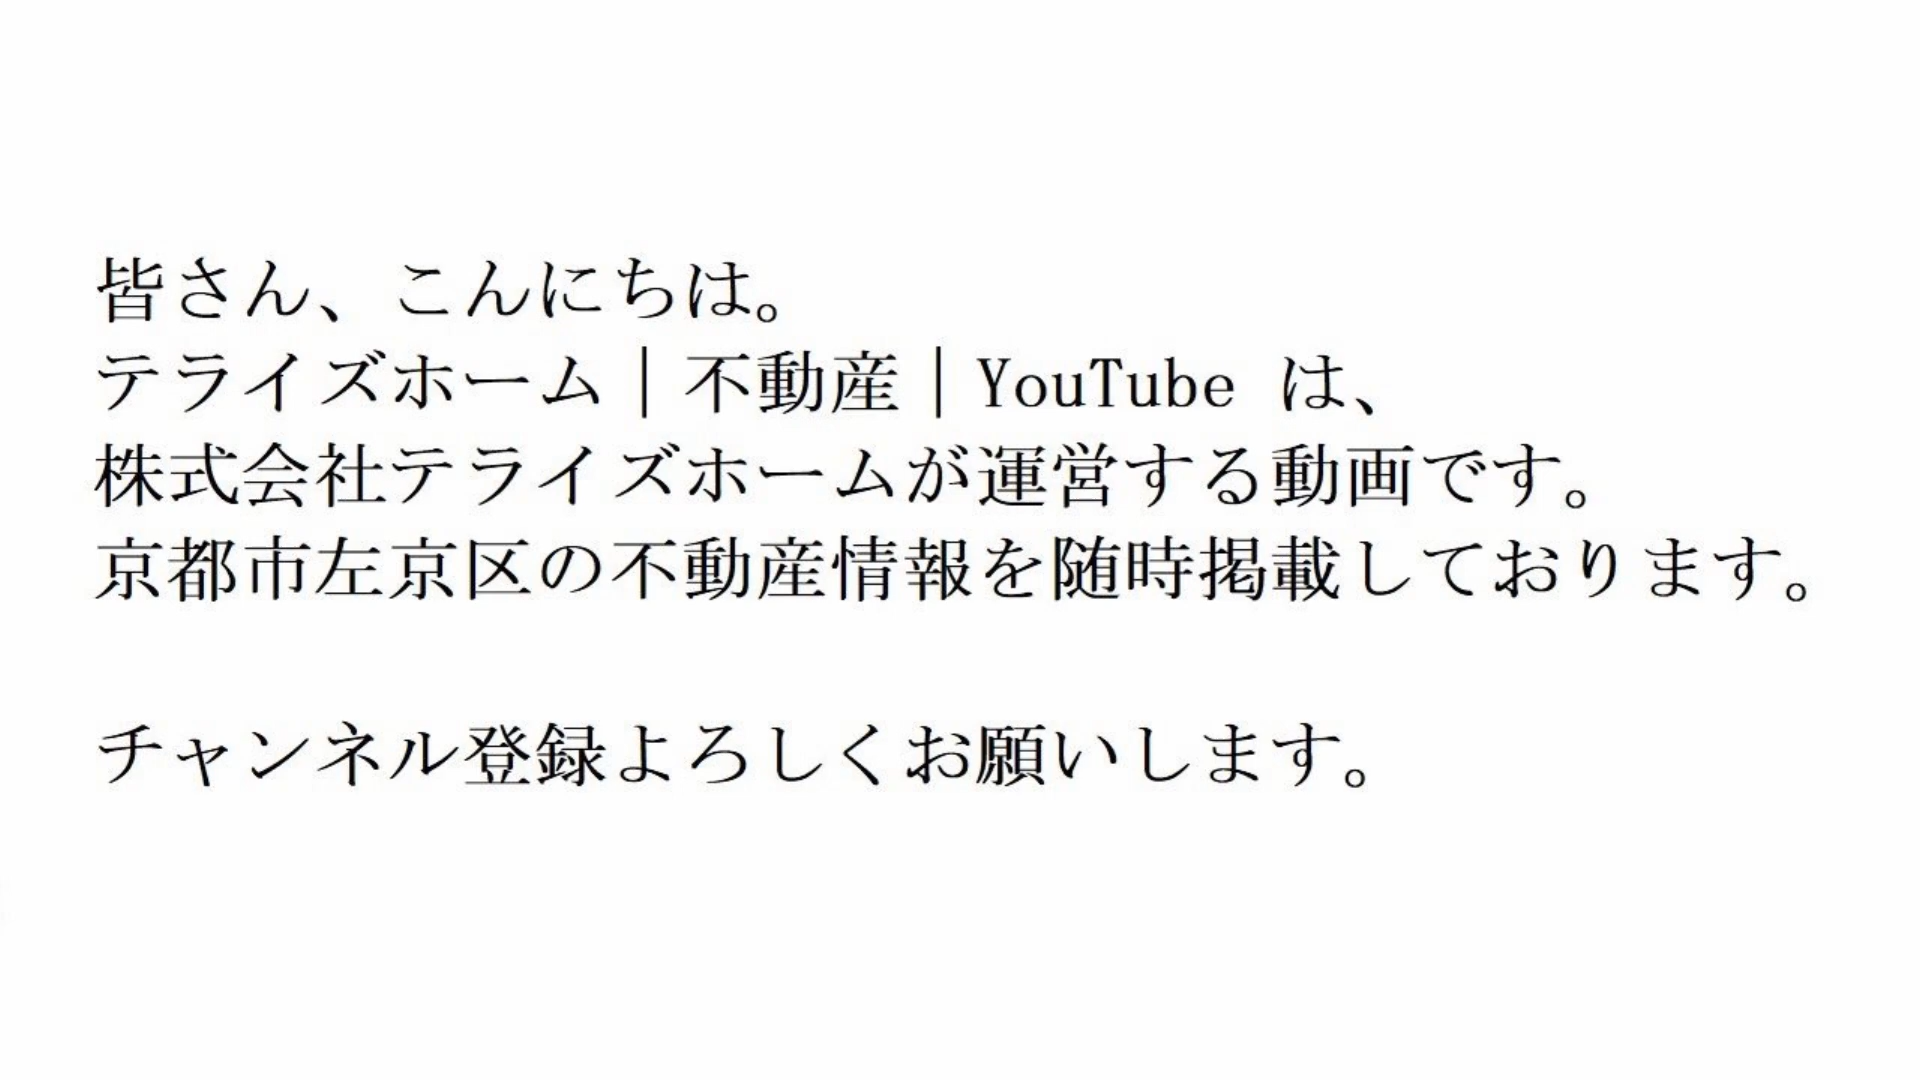 皆さん、こんにちは。
テライズホーム｜不動産｜YouTube は、
株式会社テライズホームが運営する動画です。
京都市左京区の不動産情報を随時掲載しております。
チャンネル登録よろしくお願いします。